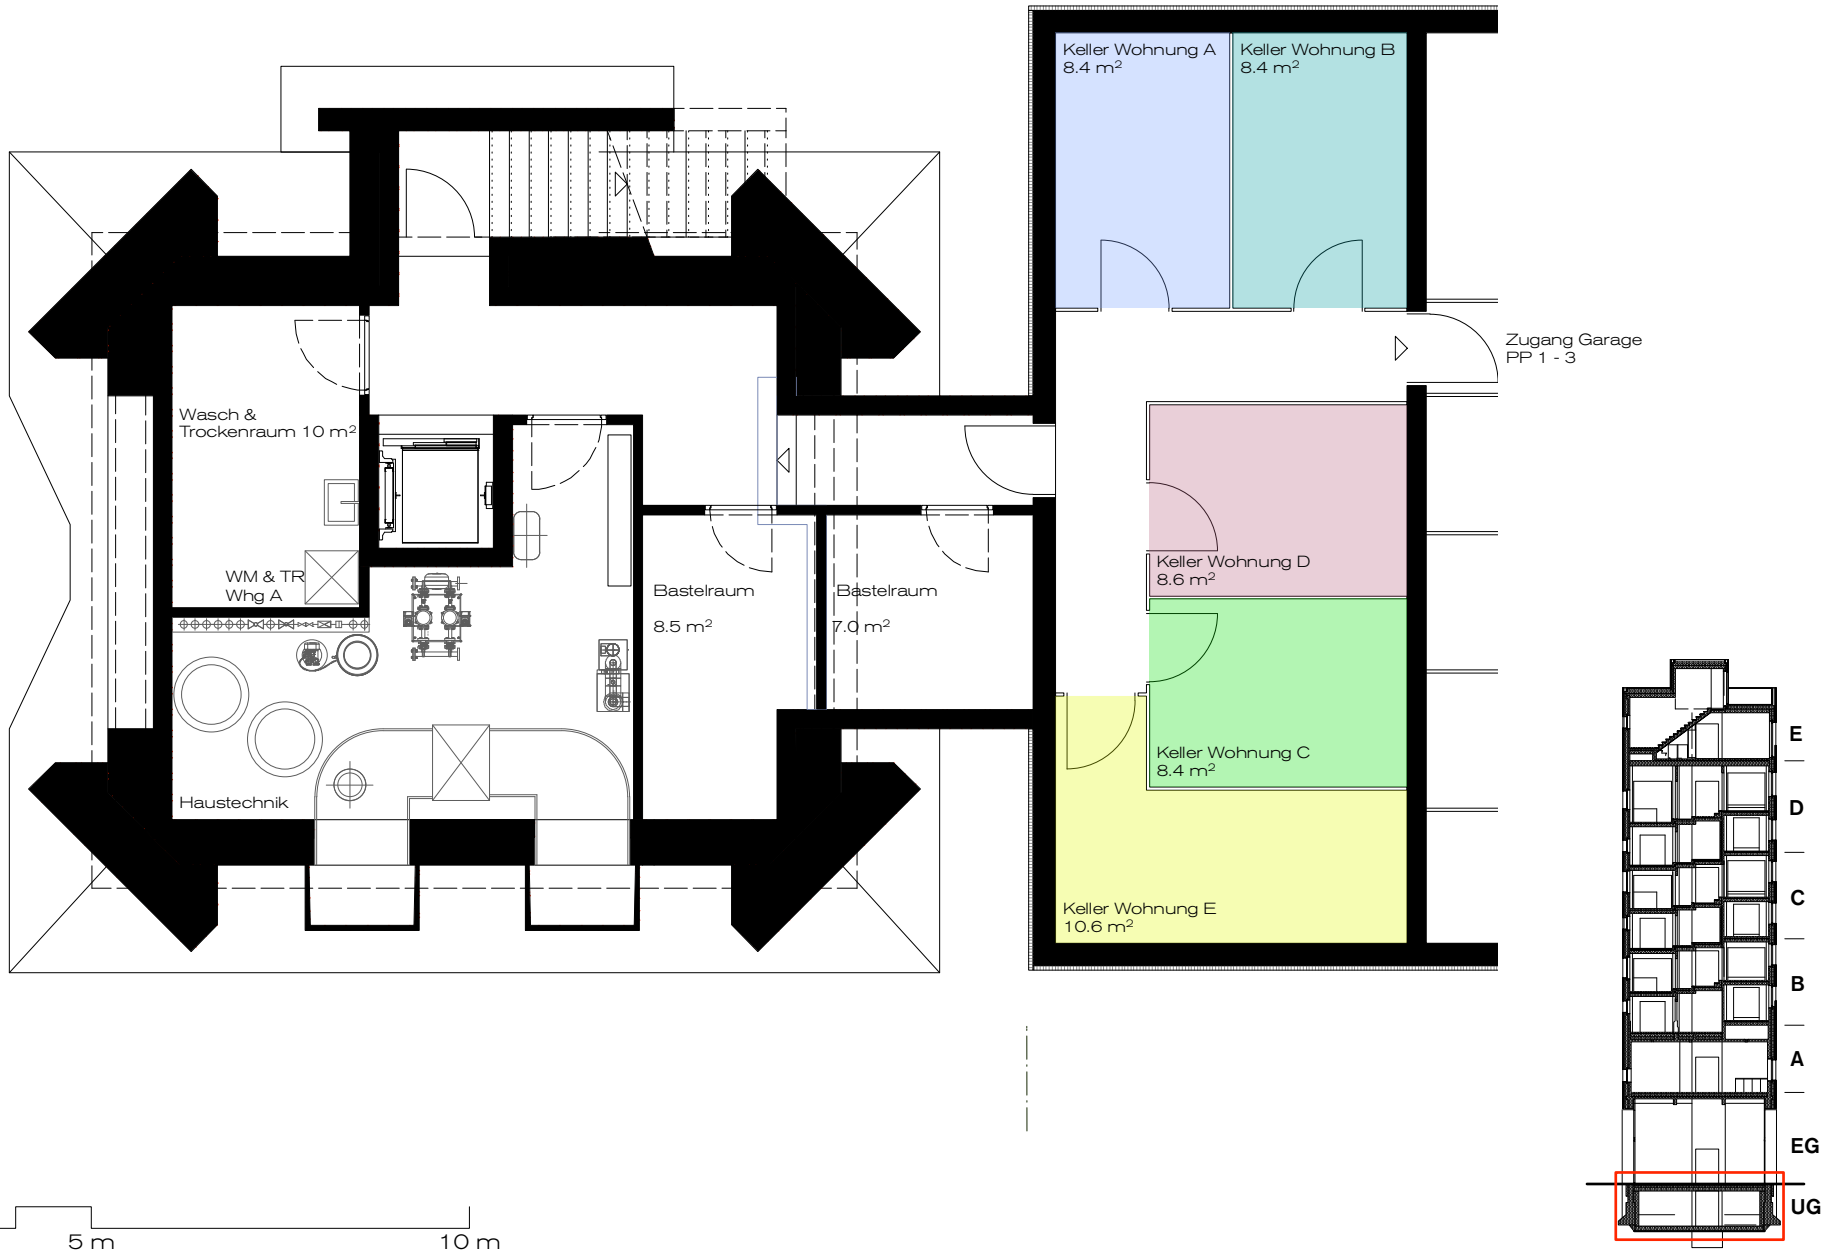 Keller Wohnung A
8.4 m²
Keller Wohnung B
8.4 m²
Zugang Garage
PP 1 - 3
Wasch &
Trockenraum 10 m²
WM & TR
Whg A
Bastelraum
8.5 m²
Bastelraum
7.0 m²
Keller Wohnung D
8.6 m²
Keller Wohnung C
8.4 m²
Haustechnik
Keller Wohnung E
10.6 m²
E
D
C
B
A
EG
UG
5 m
10 m